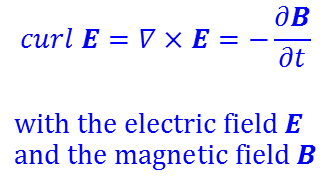 curl E = ∇ × E = − ∂B/∂t
with the electric field E
and the magnetic field B